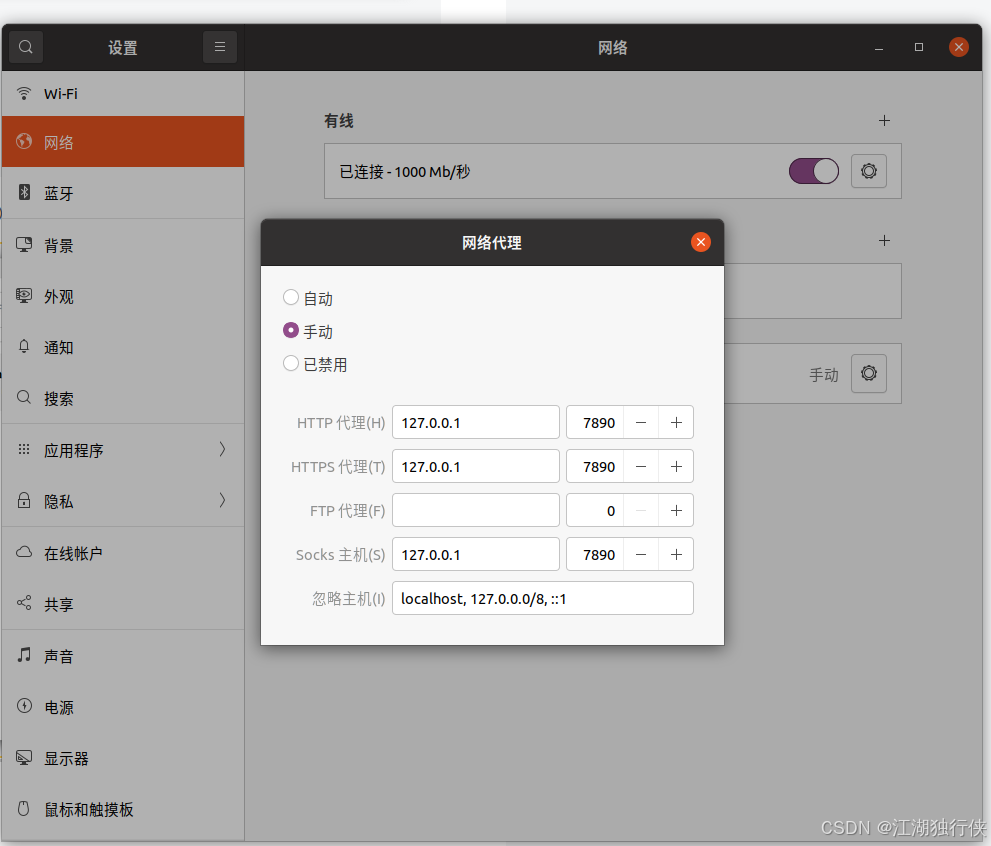 设置
网络
Wi-Fi
网络
蓝牙
背景
外观
通知
搜索
应用程序
隐私
在线帐户
共享
声音
电源
显示器
鼠标和触摸板
有线
已连接 - 1000 Mb/秒
手动
网络代理
自动
手动
已禁用
HTTP 代理(H) 127.0.0.1 7890
HTTPS 代理(T) 127.0.0.1 7890
FTP 代理(F) 0
Socks 主机(S) 127.0.0.1 7890
忽略主机(I) localhost, 127.0.0.0/8, ::1
CSDN @江湖独行侠